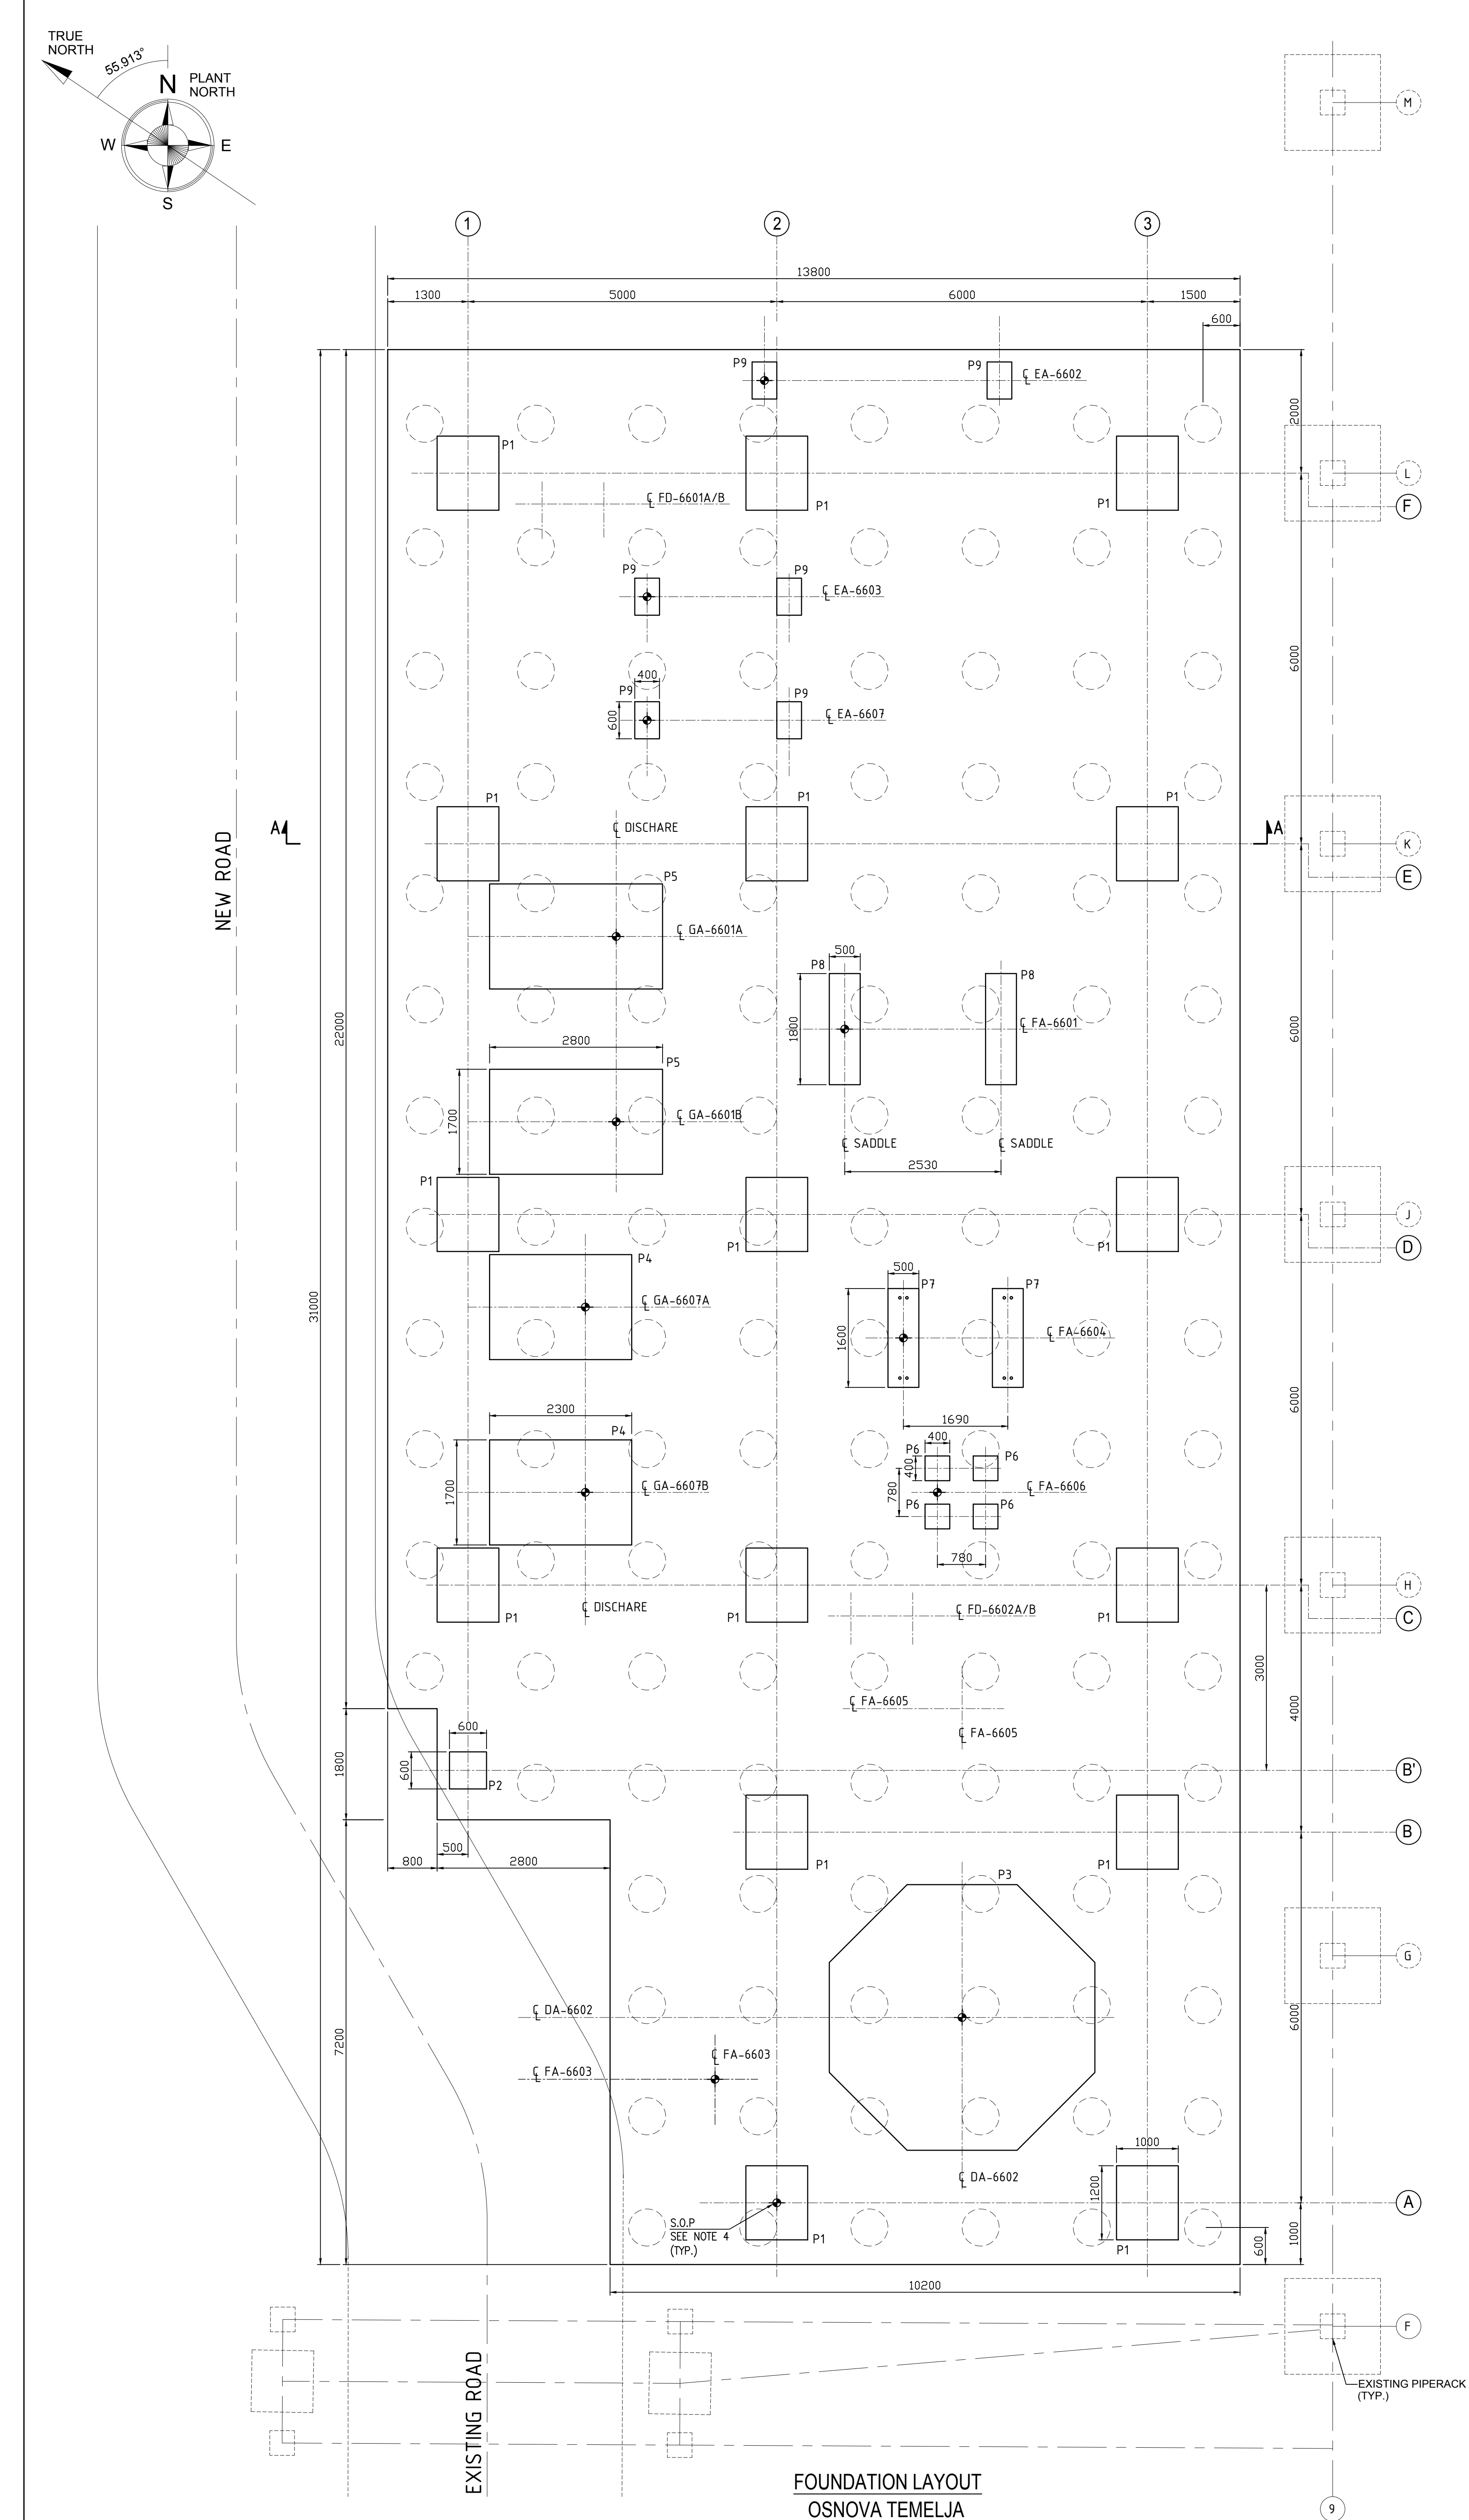 TRUE
NORTH
55.913°
N
PLANT
NORTH
W
E
S
M
1
2
3
13800
1300
5000
6000
1500
600
P9
P9
℄ EA-6602
2000
P1
P1
P1
L
F
℄ FD-6601A/B
P9
P9
℄ EA-6603
6000
400
P9
P9
600
℄ EA-6607
P1
P1
P1
A
℄ DISCHARE
A
K
E
NEW ROAD
P5
℄ GA-6601A
500
P8
P8
1800
℄ FA-6601
22000
6000
2800
P5
1700
℄ GA-6601B
℄ SADDLE
℄ SADDLE
2530
P1
P1
P1
J
D
31000
P4
℄ GA-6607A
500
P7
P7
1600
℄ FA-6604
6000
2300
P4
1690
400
P6
P6
400
1700
℄ GA-6607B
780
℄ FA-6606
P6
P6
780
H
℄ DISCHARE
℄ FD-6602A/B
P1
P1
P1
C
3000
4000
℄ FA-6605
℄ FA-6605
1800
600
600
P2
B'
B
500
800
2800
P1
P1
P3
G
7200
℄ DA-6602
6000
℄ FA-6603
℄ FA-6603
1000
1200
℄ DA-6602
A
S.O.P
SEE NOTE 4
(TYP.)
P1
P1
600
1000
10200
F
EXISTING PIPERACK
(TYP.)
EXISTING ROAD
FOUNDATION LAYOUT
OSNOVA TEMELJA
9